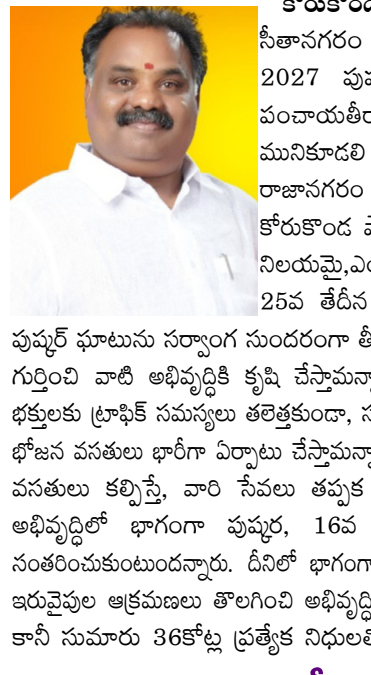 సీతానగరం
2027
పంచాయతీ
మునికూడలి
రాజానగరం
కోరుకొండ
నిలయమై,
25వ తేదీన
పుష్కర్ ఘాటును సర్వాంగ సుందరంగా
గుర్తించి వాటి అభివృద్ధికి కృషి చేస్తామన్నా
భక్తులకు ట్రాఫిక్ సమస్యలు తలెత్తకుండా,
భోజన వసతులు భారీగా ఏర్పాటు చేస్తామన్నా
వసతులు కల్పిస్తే, వారి సేవలు తప్పక
అభివృద్ధిలో భాగంగా పుష్కర, 16వ
సంతరించుకుంటుందన్నారు. దీనిలో భాగంగా
ఇరువైపుల ఆక్రమణలు తొలగించి అభివృద్ధి
కానీ సుమారు 36కోట్ల ప్రత్యేక నిధులతో